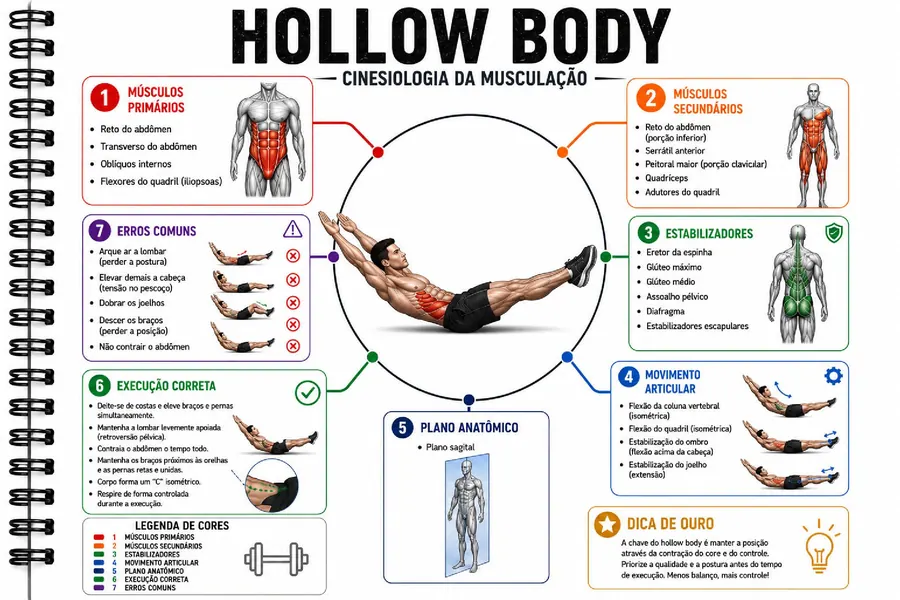 HOLLOW BODY
CINESIOLOGIA DA MUSCULAÇÃO
1 MÚSCULOS
PRIMÁRIOS
• Reto do abdômen
• Transverso do abdômen
• Oblíquos internos
• Flexores do quadril (iliopsoas)
2 MÚSCULOS
SECUNDÁRIOS
• Reto do abdômen
(porção inferior)
• Serrátil anterior
• Peitoral maior (porção clavicular)
• Quadríceps
• Adutores do quadril
7 ERROS COMUNS
• Arque ar a lombar
(perder a postura)
• Elevar demais a cabeça
(tensão no pescoço)
• Dobrar os joelhos
• Descer os braços
(perder a posição)
• Não contrair o abdômen
3 ESTABILIZADORES
• Eretor da espinha
• Glúteo máximo
• Glúteo médio
• Assoalho pélvico
• Diafragma
• Estabilizadores escapulares
6 EXECUÇÃO CORRETA
• Deite-se de costas e eleve braços e pernas
simultaneamente.
• Mantenha a lombar levemente apoiada
(retroversão pélvica).
• Contraia o abdômen o tempo todo.
• Mantenha os braços próximos às orelhas
e as pernas retas e unidas.
• Corpo forma um "C" isométrico.
• Respire de forma controlada
durante a execução.
4 MOVIMENTO
ARTICULAR
• Flexão da coluna vertebral
(isométrica)
• Flexão do quadril (isométrica)
• Estabilização do ombro
(flexão acima da cabeça)
• Estabilização do joelho
(extensão)
5 PLANO ANATÔMICO
• Plano sagital
LEGENDA DE CORES
1 MÚSCULOS PRIMÁRIOS
2 MÚSCULOS SECUNDÁRIOS
3 ESTABILIZADORES
4 MOVIMENTO ARTICULAR
5 PLANO ANATÔMICO
6 EXECUÇÃO CORRETA
7 ERROS COMUNS
DICA DE OURO
A chave do hollow body é manter a posição
através da contração do core e do controle.
Priorize a qualidade e a postura antes do tempo
de execução. Menos balanço, mais controle!